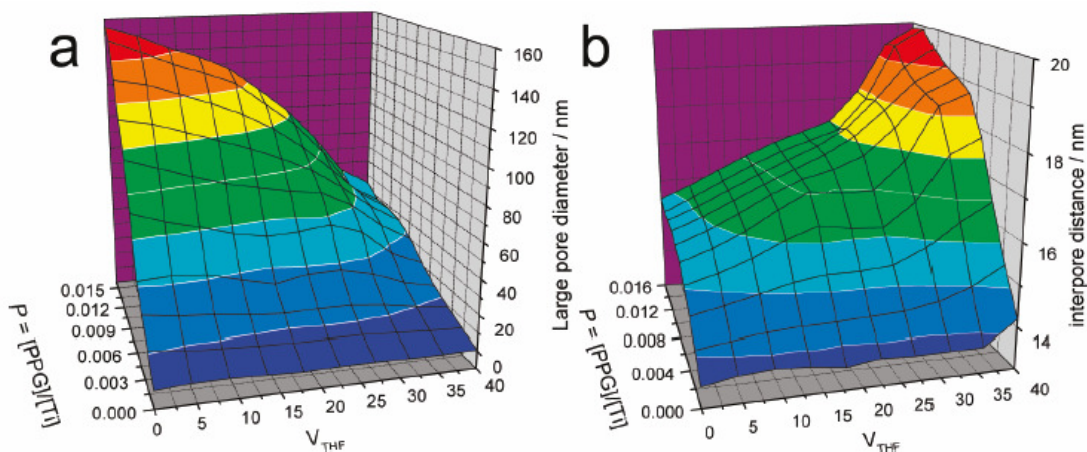 a
160
140
120
100
80
60
40
20
0
Large pore diameter / nm
0.015
0.012
0.009
0.006
0.003
0.000
P = [PPG]/[Ti]
0 5 10 15 20 25 30 35 40
V_THF
b
20
18
16
14
interpore distance / nm
0.016
0.012
0.008
0.004
0.000
P = [PPG]/[Ti]
0 5 10 15 20 25 30 35 40
V_THF